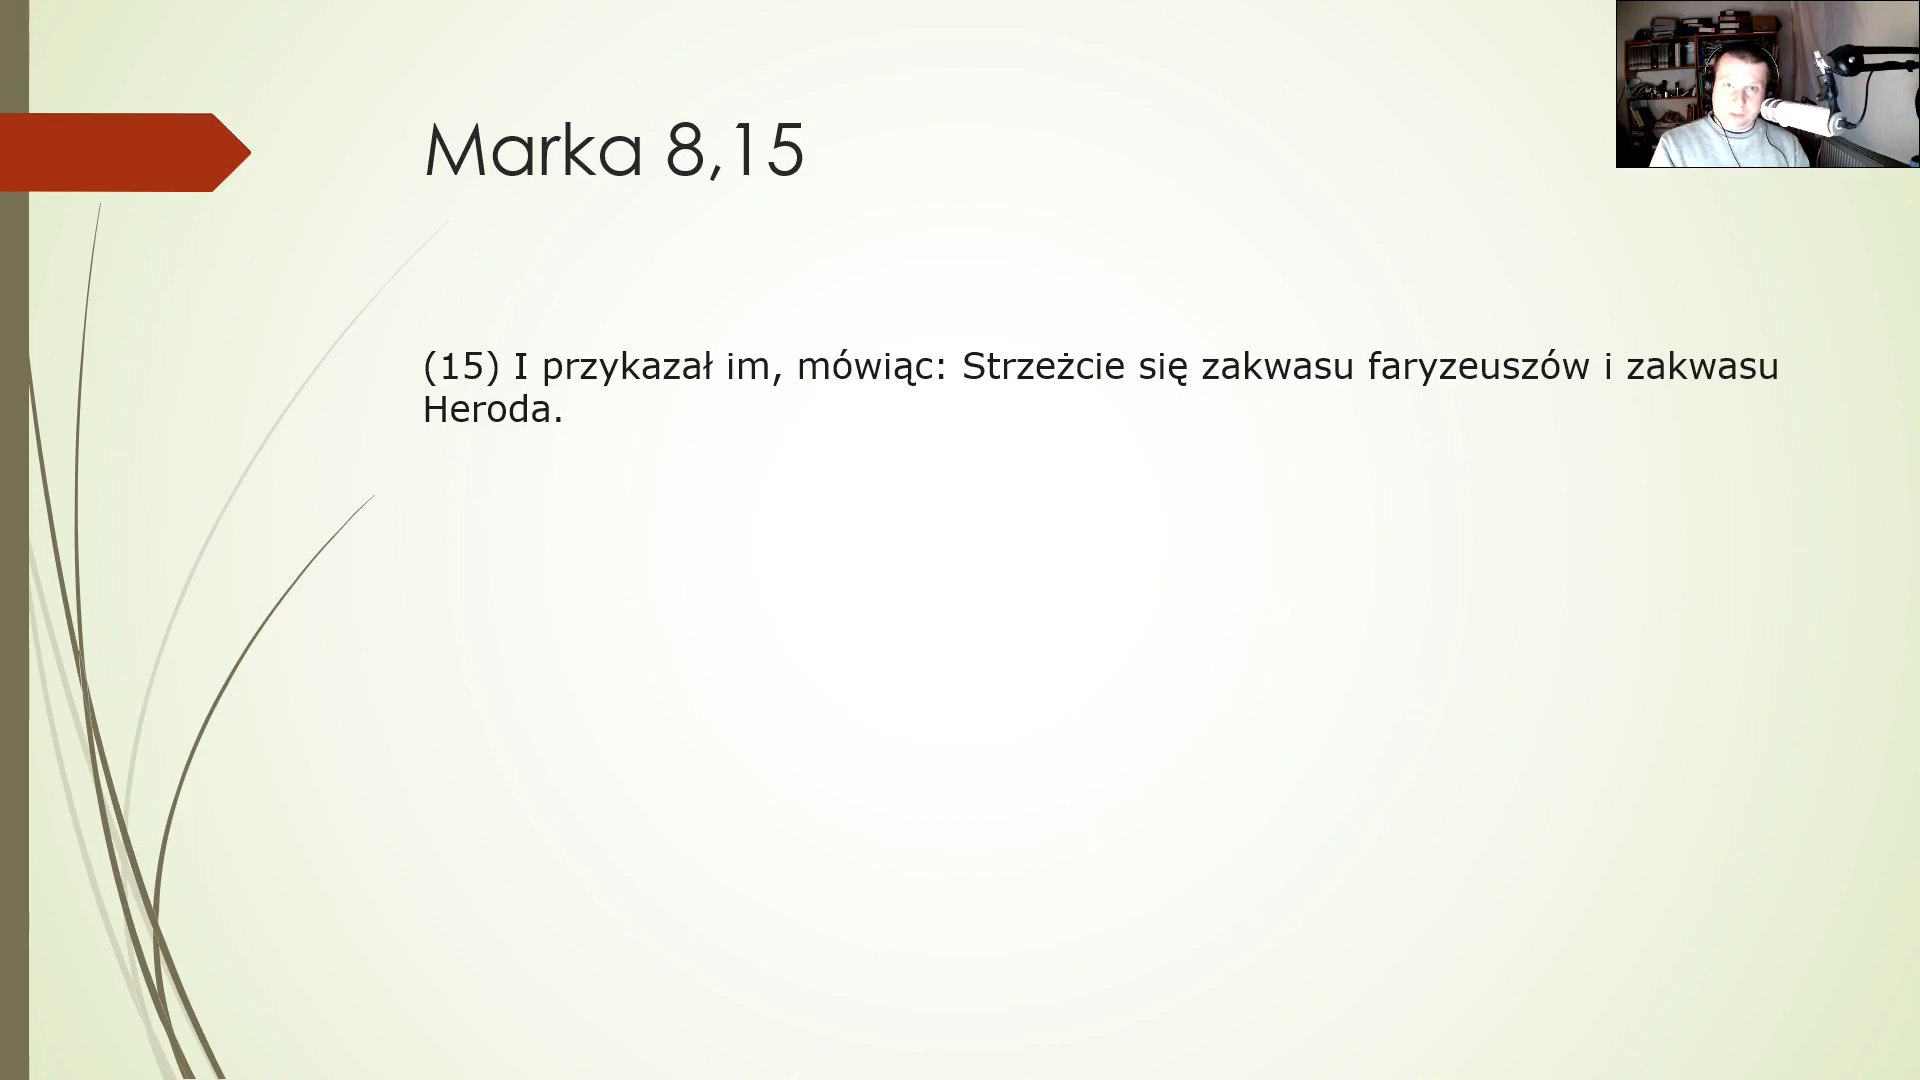 Marka 8,15
(15) I przykazał im, mówiąc: Strzeżcie się zakwasu faryzeuszów i zakwasu
Heroda.